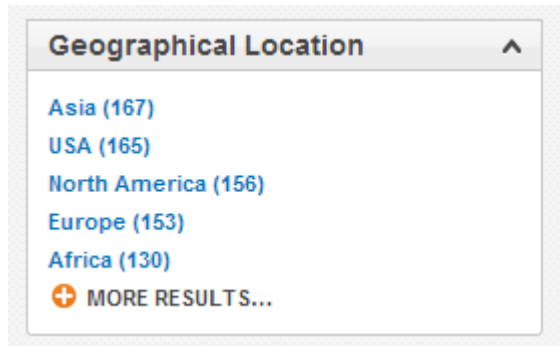 Geographical Location
Asia (167)
USA (165)
North America (156)
Europe (153)
Africa (130)
MORE RESULTS...